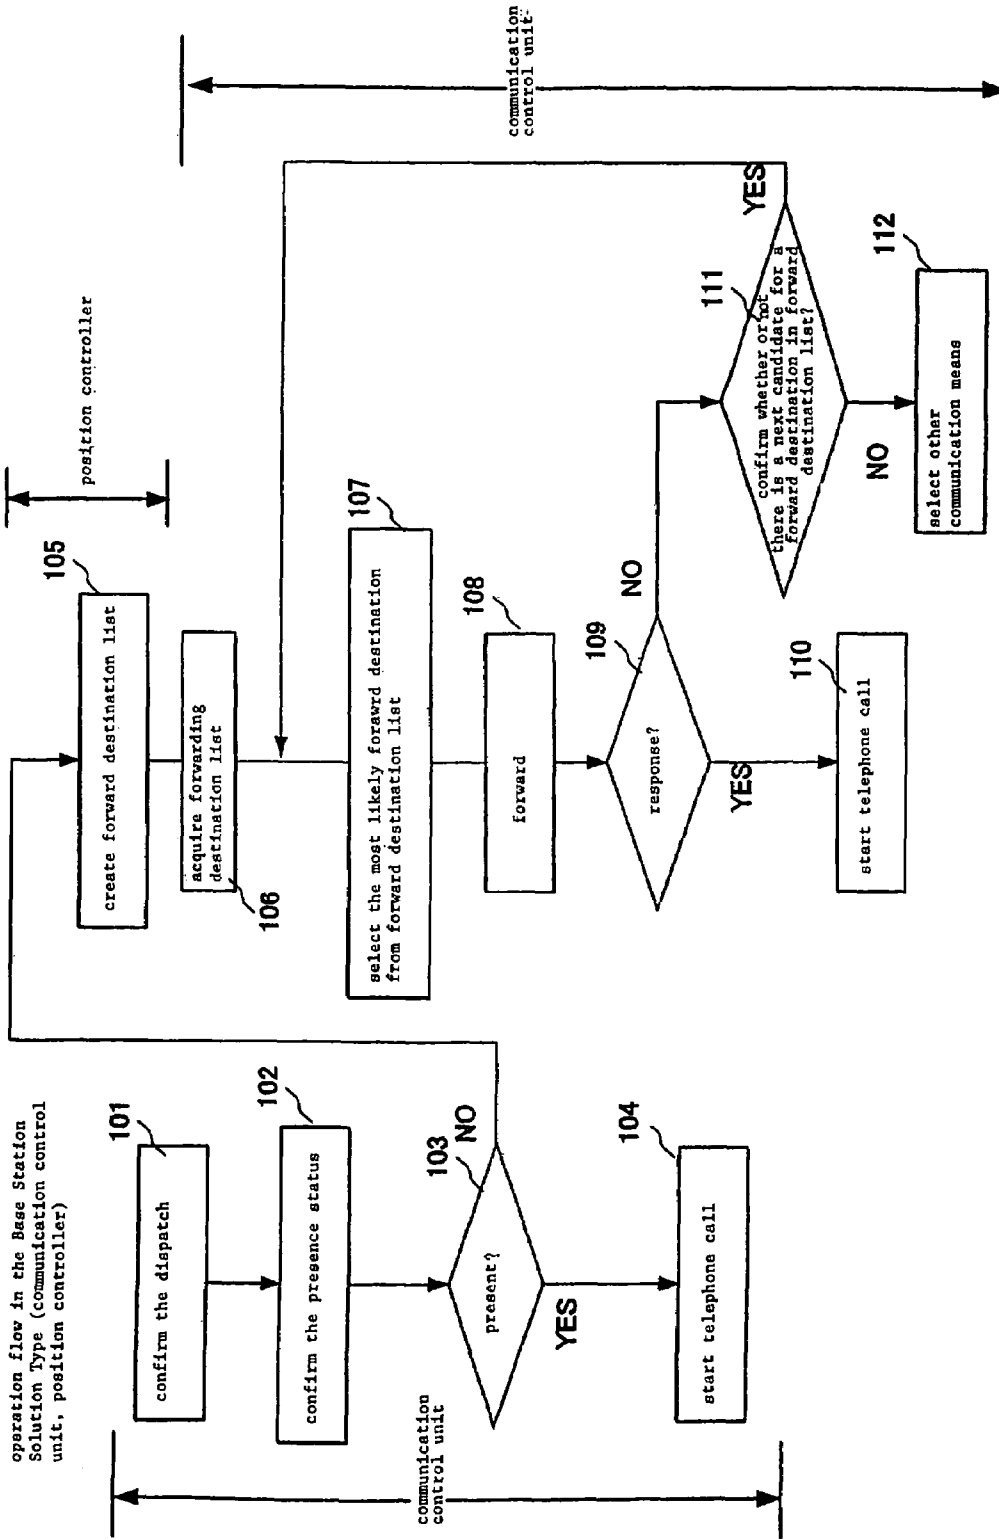 operation flow in the Base Station
Solution Type (communication control
unit, position controller)
communication
control unit
101
confirm the dispatch
102
confirm the presence status
103
present?
NO
YES
104
start telephone call
position controller
105
create forward destination list
106
acquire forwarding
destination list
107
select the most likely forawrd destination
from forward destination list
108
forward
109
response?
NO
YES
110
start telephone call
111
confirm whether or not
there is a next candidate for a
forward destination in forward
destination list?
YES
NO
112
select other
communication means
communication
control unit-